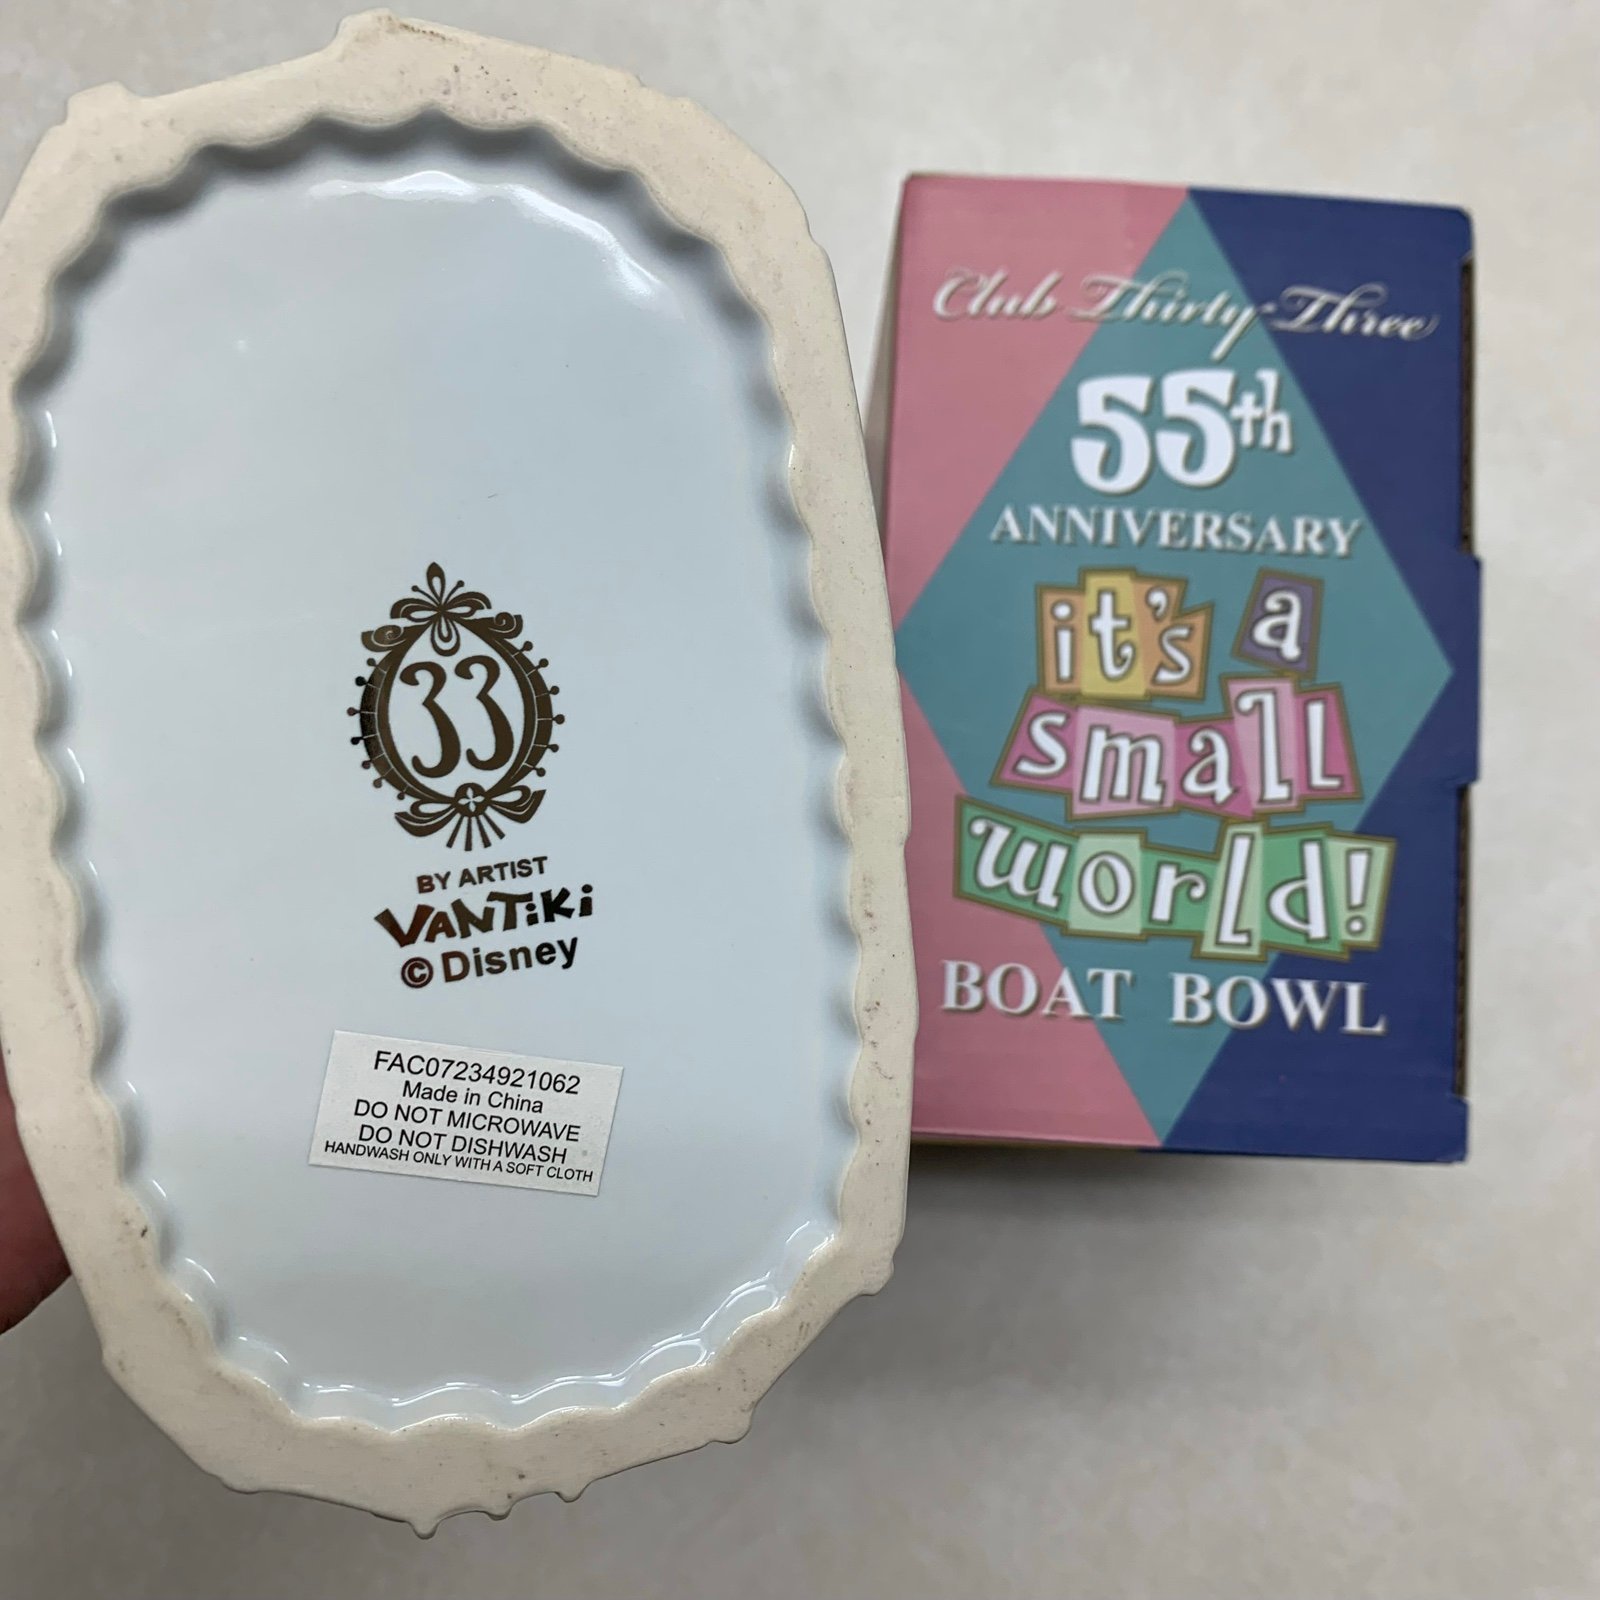 33
BY ARTIST
VANTiKi
©Disney
FAC07234921062
Made in China
DO NOT MICROWAVE
DO NOT DISHWASH
HANDWASH ONLY WITH A SOFT CLOTH
Club Thirty-Three
55th
ANNIVERSARY
it's a
small
world!
BOAT BOWL